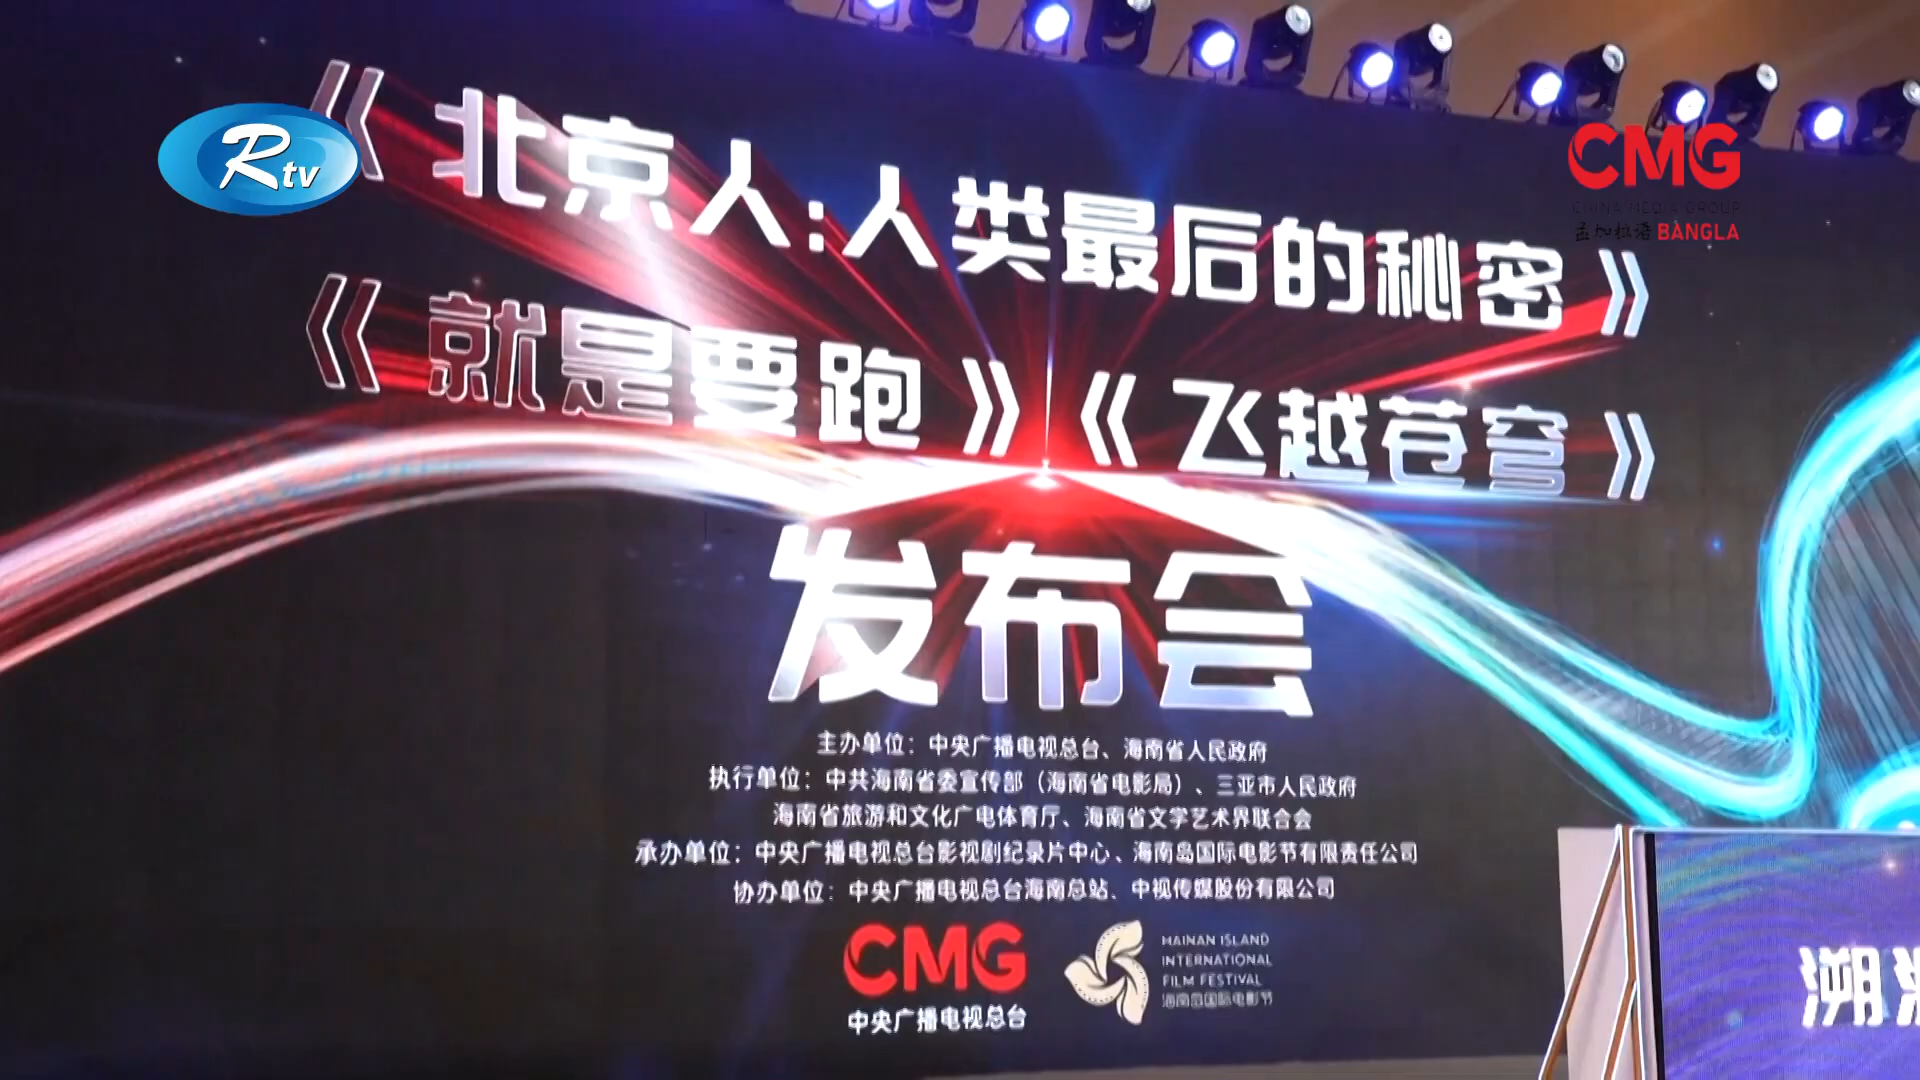 Rtv
CMG
CHINA MEDIA GROUP
孟加拉语 BANGLA
《北京人:人类最后的秘密》
《就是要跑》《飞越苍穹》
发布会
主办单位：中央广播电视总台、海南省人民政府
执行单位：中共海南省委宣传部（海南省电影局）、三亚市人民政府
海南省旅游和文化广电体育厅、海南省文学艺术界联合会
承办单位：中央广播电视总台影视剧纪录片中心、海南岛国际电影节有限责任公司
协办单位：中央广播电视总台海南总站、中视传媒股份有限公司
CMG
中央广播电视总台
HAINAN ISLAND
INTERNATIONAL
FILM FESTIVAL
海南岛国际电影节
溯